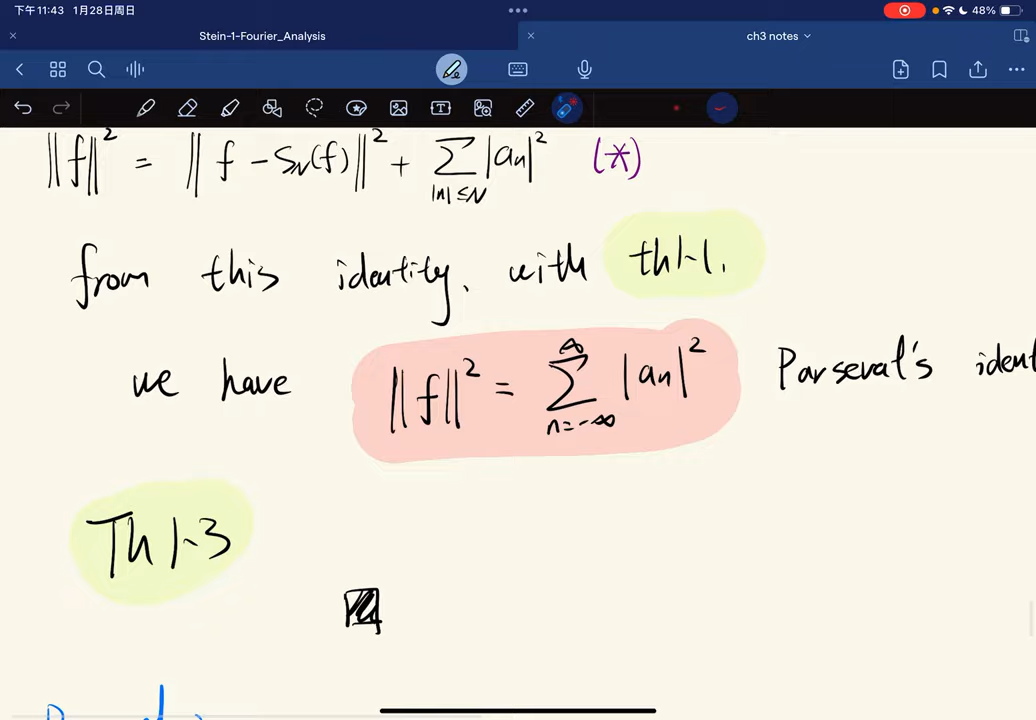 下午11:43 1月28日周日 48%
Stein-1-Fourier_Analysis ch3 notes
||f||² = ||f - S_N(f)||² + Σ_{|n|≤N} |a_n|² (*)
from this identity, with th1-1.
we have ||f||² = Σ_{n=-∞}^{∞} |a_n|² Parseval's ident
Th 1-3